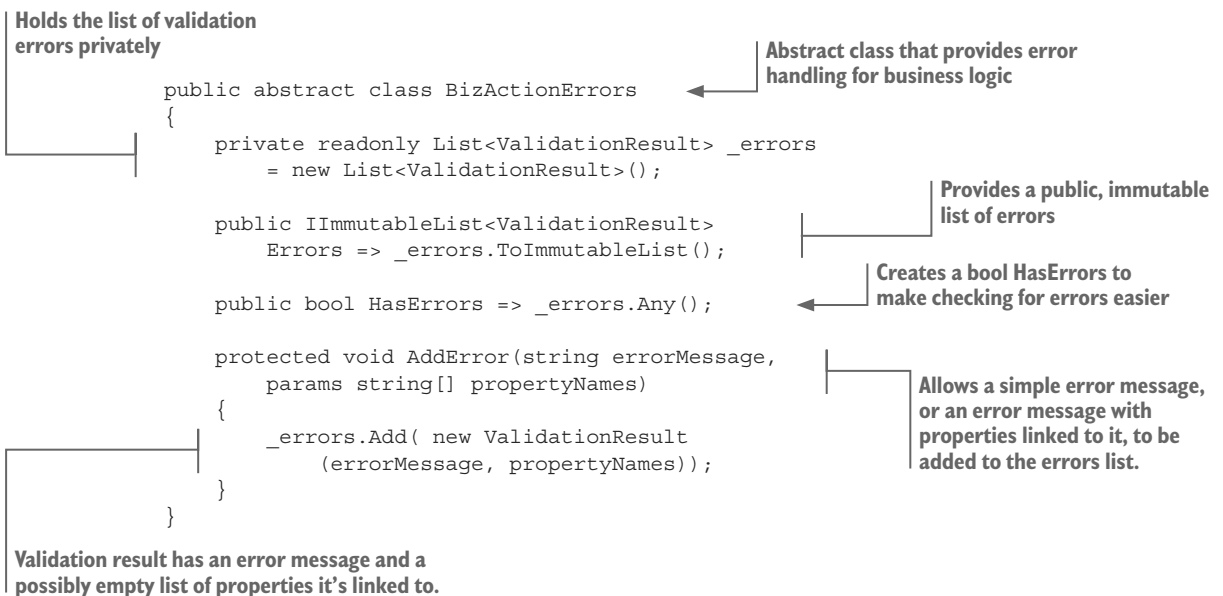 Holds the list of validation
errors privately
Abstract class that provides error
handling for business logic
public abstract class BizActionErrors
{
private readonly List<ValidationResult> _errors
= new List<ValidationResult>();
Provides a public, immutable
list of errors
public IImmutableList<ValidationResult>
Errors => _errors.ToImmutableList();
Creates a bool HasErrors to
make checking for errors easier
public bool HasErrors => _errors.Any();
protected void AddError(string errorMessage,
params string[] propertyNames)
{
Allows a simple error message,
or an error message with
properties linked to it, to be
added to the errors list.
_errors.Add( new ValidationResult
(errorMessage, propertyNames));
}
}
Validation result has an error message and a
possibly empty list of properties it's linked to.